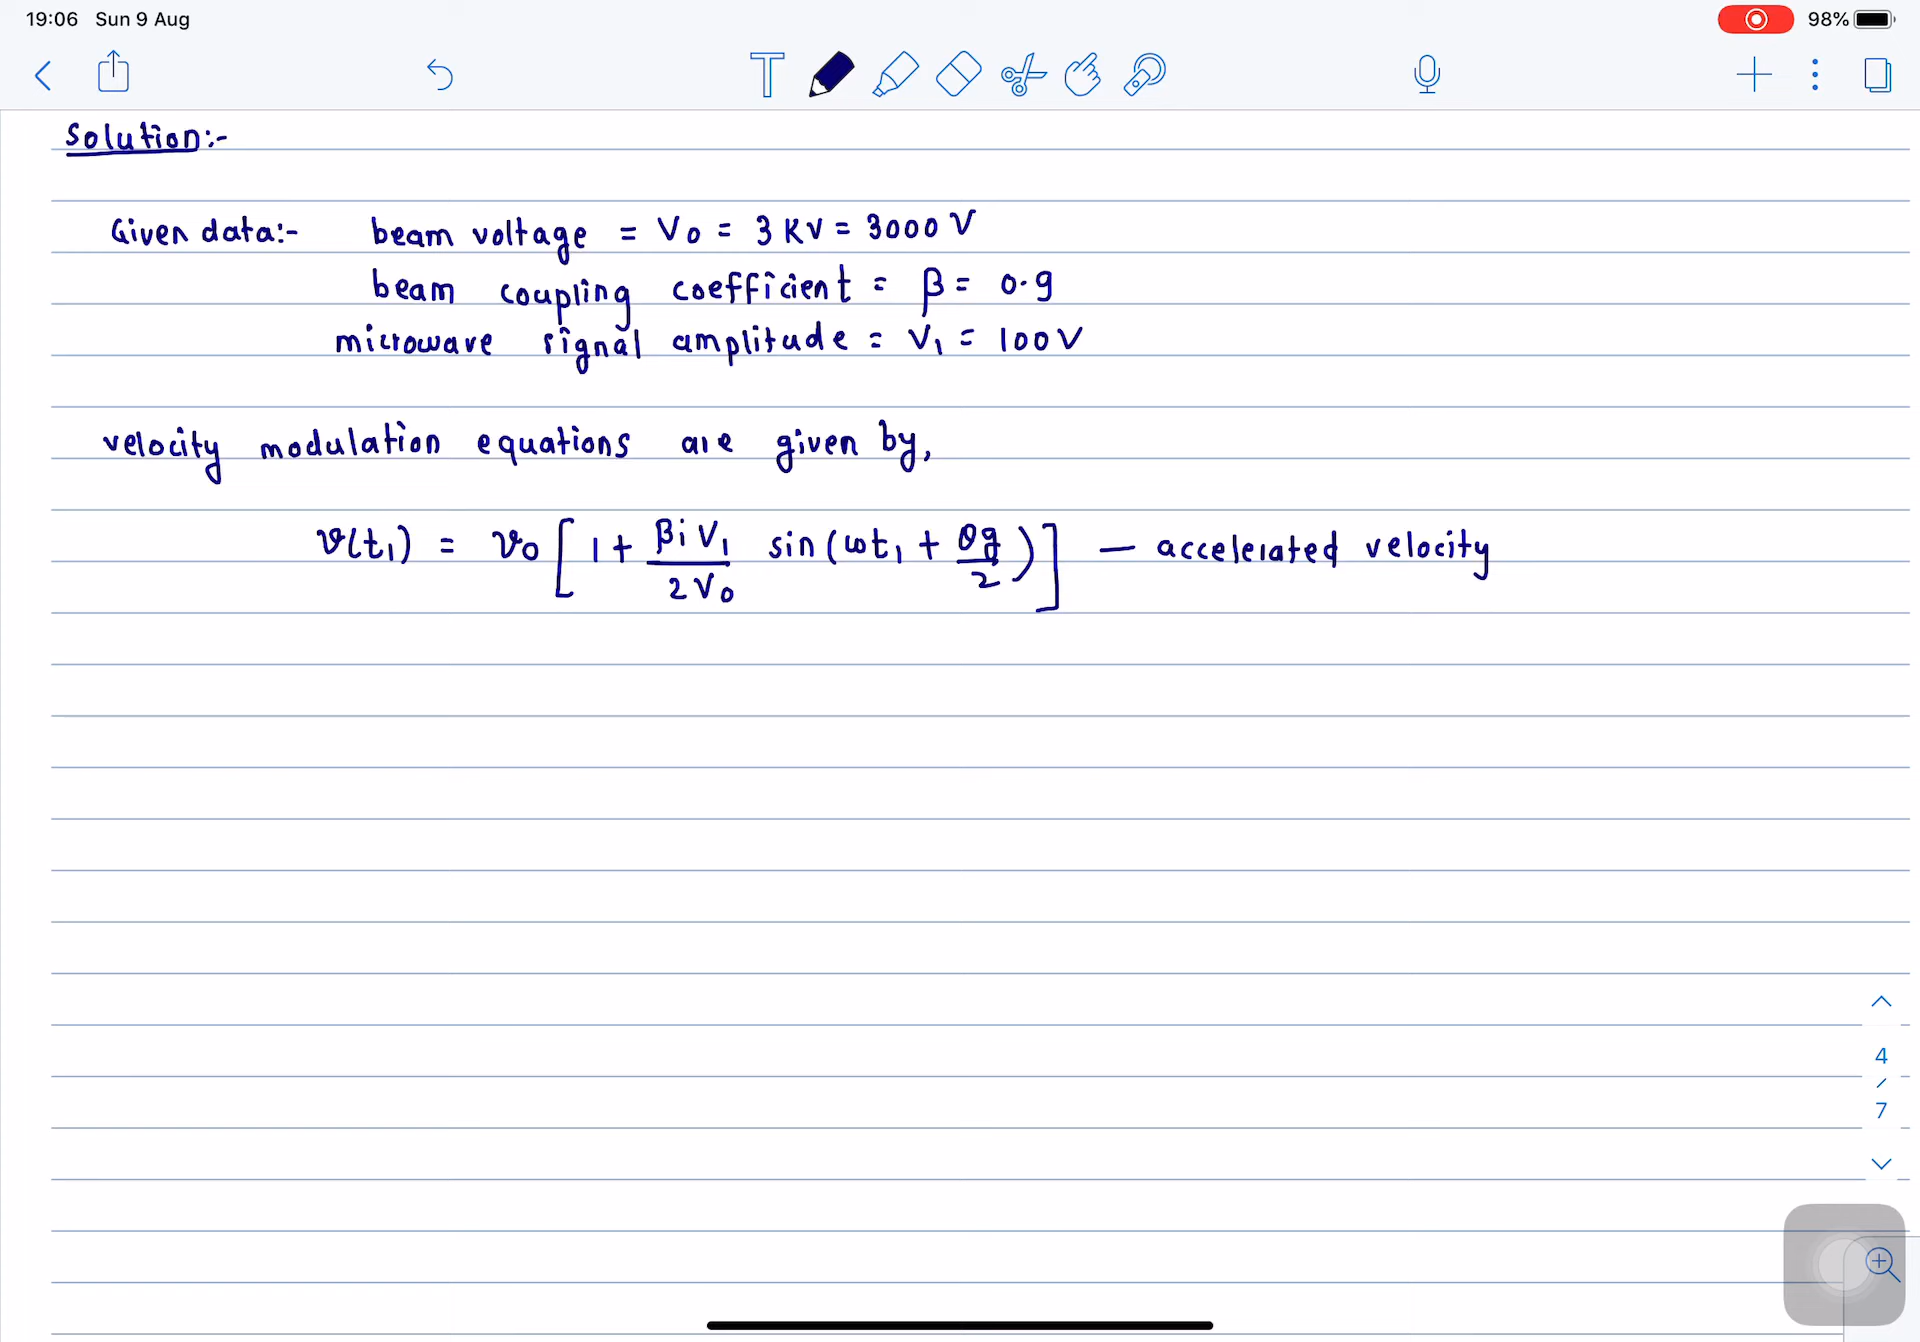 19:06 Sun 9 Aug 98%
T
Solution:-
Given data:- beam voltage = V₀ = 3 KV = 3000 V
beam coupling coefficient = β = 0.9
microwave signal amplitude = V₁ = 100 V
velocity modulation equations are given by,
v(t₁) = v₀ [ 1 + βi V₁ / 2V₀ sin (ωt₁ + θg / 2 ) ] — accelerated velocity
4
/
7